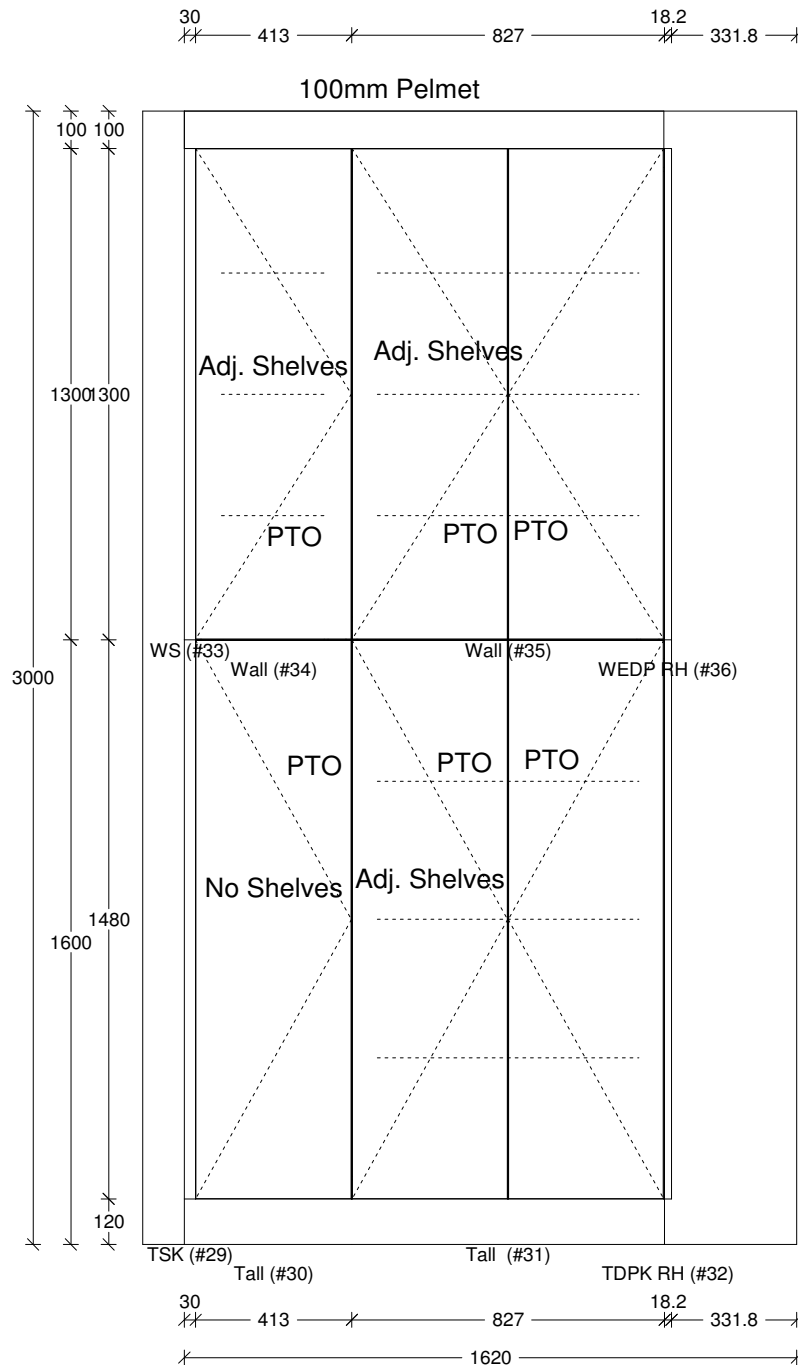 30 18.2
413 827 331.8
100mm Pelmet
100 100
Adj. Shelves Adj. Shelves
1300 1300
PTO PTO PTO
WS (#33) Wall (#35)
Wall (#34) WEDP RH (#36)
3000
PTO PTO PTO
No Shelves Adj. Shelves
1480
1600
120
TSK (#29) Tall (#31)
Tall (#30) TDPK RH (#32)
30 18.2
413 827 331.8
1620